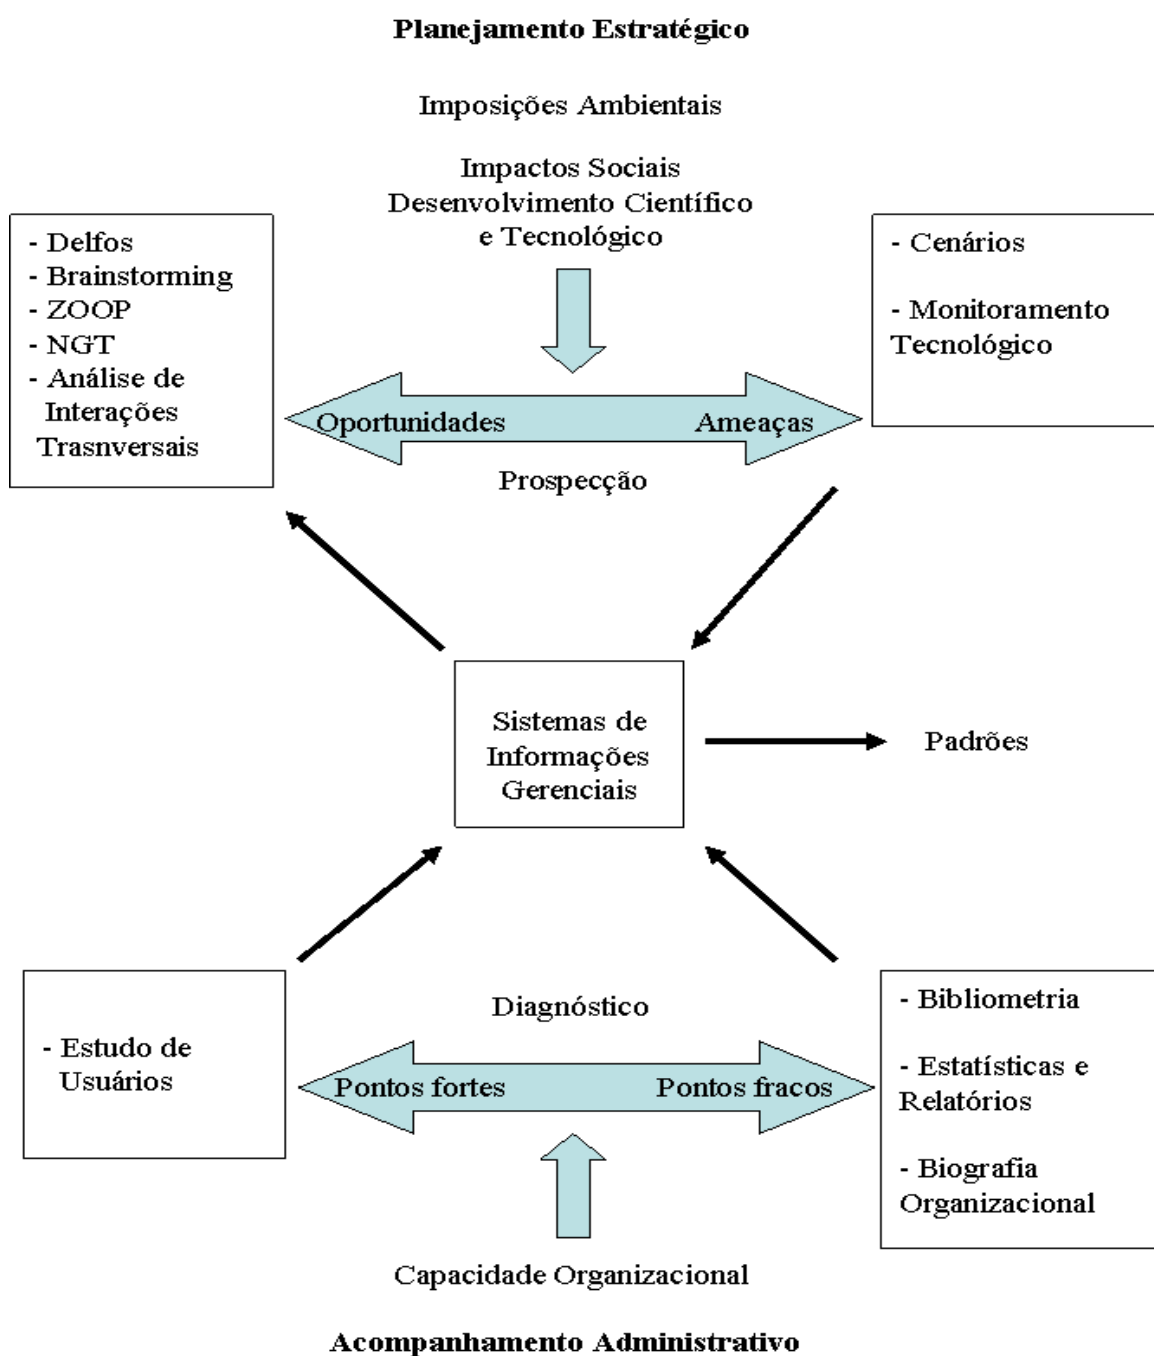 Planejamento Estratégico
Imposições Ambientais
Impactos Sociais
Desenvolvimento Científico
e Tecnológico
- Delfos
- Brainstorming
- ZOOP
- NGT
- Análise de
Interações
Trasnversais
- Cenários
- Monitoramento
Tecnológico
Oportunidades
Ameaças
Prospecção
Sistemas de
Informações
Gerenciais
Padrões
- Estudo de
Usuários
Diagnóstico
Pontos fortes
Pontos fracos
- Bibliometria
- Estatísticas e
Relatórios
- Biografia
Organizacional
Capacidade Organizacional
Acompanhamento Administrativo